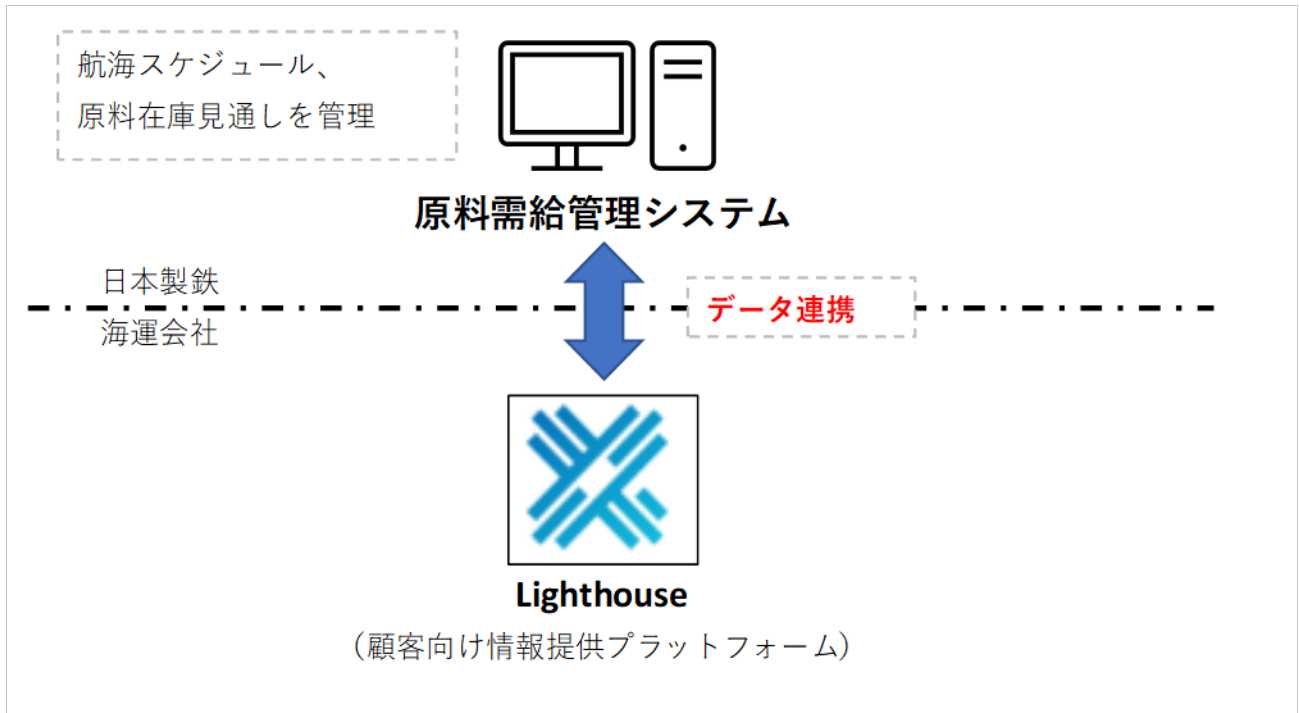 航海スケジュール、
原料在庫見通しを管理
原料需給管理システム
日本製鉄
データ連携
海運会社
Lighthouse
（顧客向け情報提供プラットフォーム）